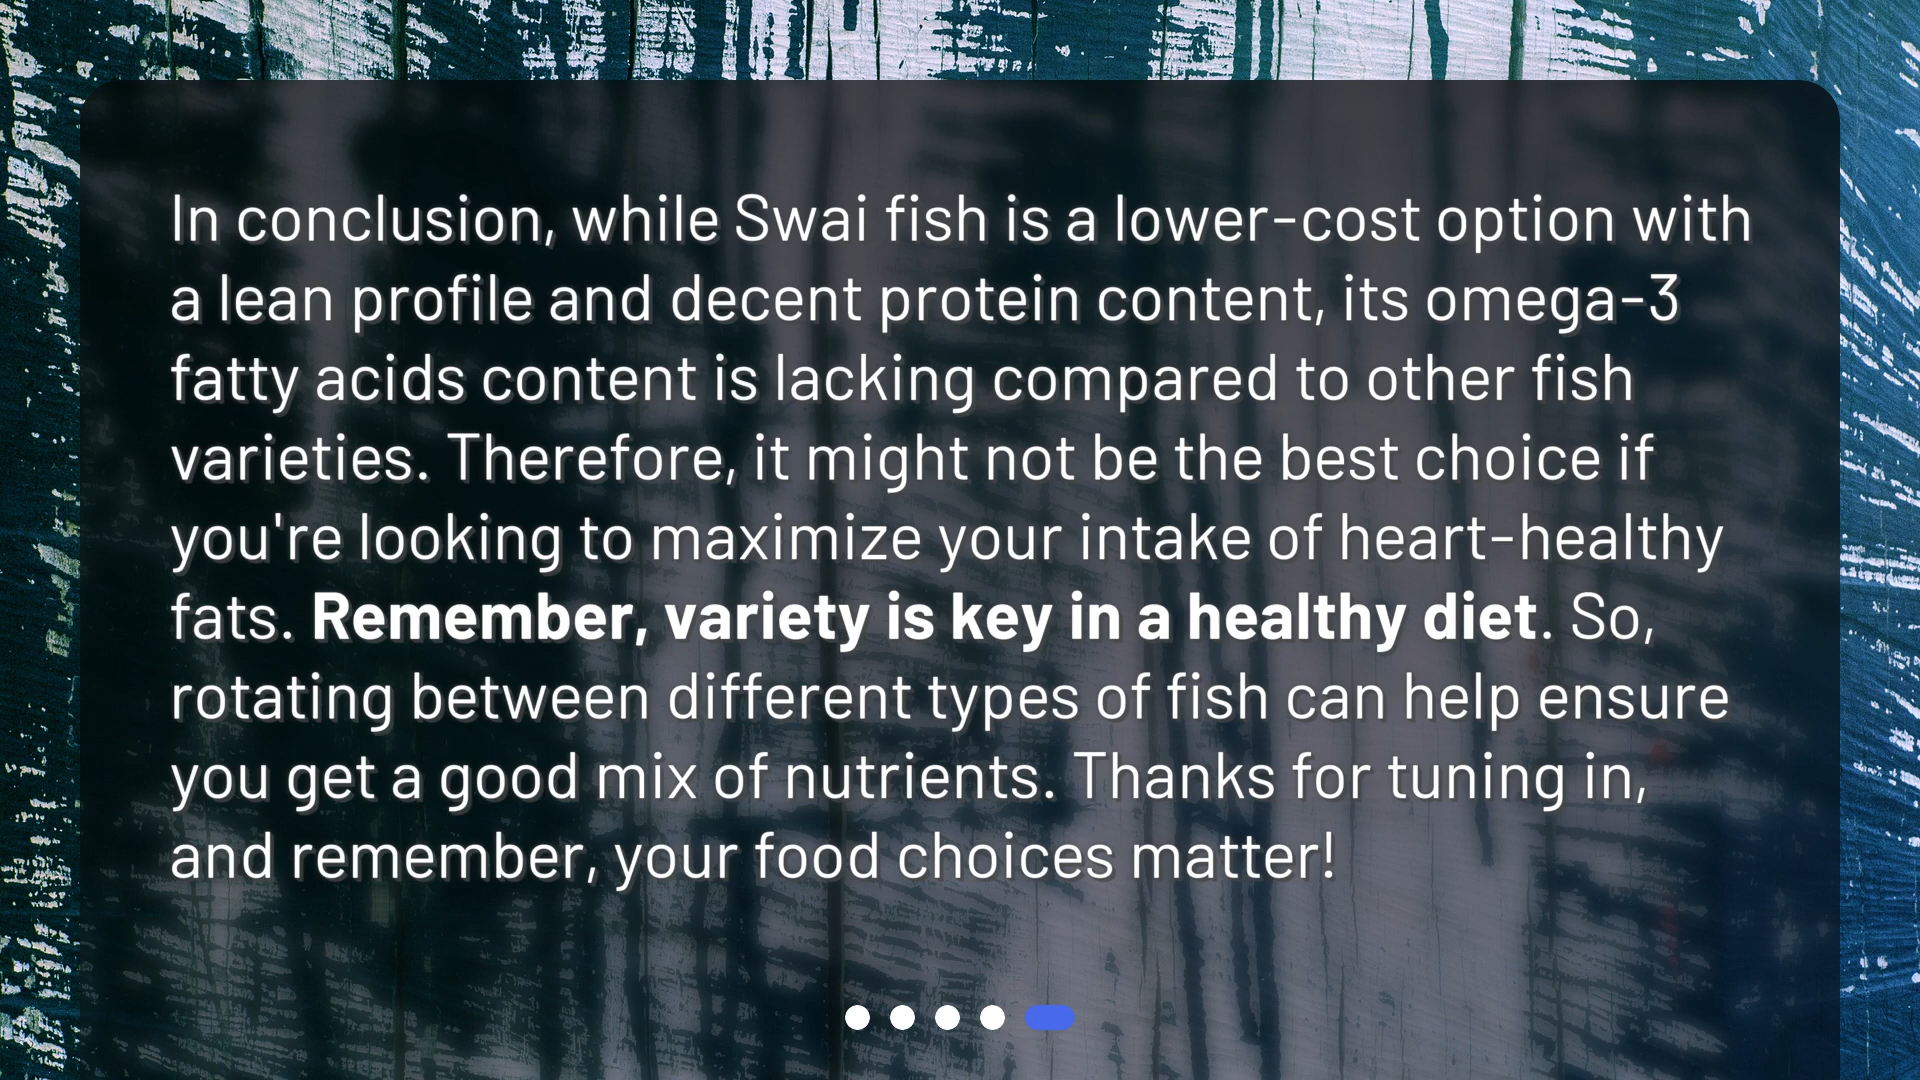 In conclusion, while Swai fish is a lower-cost option with
a lean profile and decent protein content, its omega-3
fatty acids content is lacking compared to other fish
varieties. Therefore, it might not be the best choice if
you're looking to maximize your intake of heart-healthy
fats. Remember, variety is key in a healthy diet. So,
rotating between different types of fish can help ensure
you get a good mix of nutrients. Thanks for tuning in,
and remember, your food choices matter!